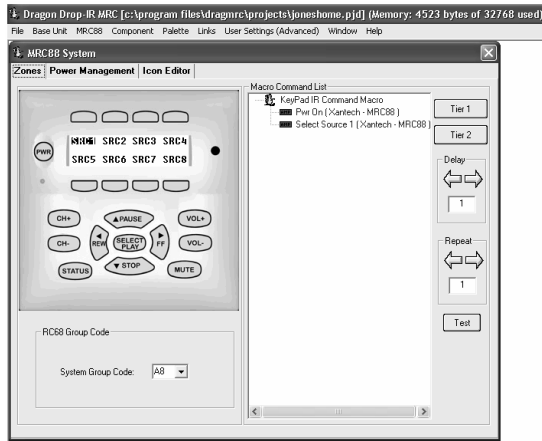 Dragon Drop-IR MRC [c:\program files\dragmrc\projects\joneshome.pjd] (Memory: 4523 bytes of 32768 used)
File Base Unit MRC88 Component Palette Links User Settings (Advanced) Window Help
MRC88 System
Zones Power Management Icon Editor
SRC2 SRC3 SRC4
SRC5 SRC6 SRC7 SRC8
PWR
CH+ ▲PAUSE VOL+
CH- REW SELECT PLAY FF VOL-
STATUS ▼STOP MUTE
RC68 Group Code
System Group Code: A8
Macro Command List
KeyPad IR Command Macro
Pwr On ( Xantech - MRC88 )
Select Source 1 ( Xantech - MRC88 )
Tier 1
Tier 2
Delay
1
Repeat
1
Test